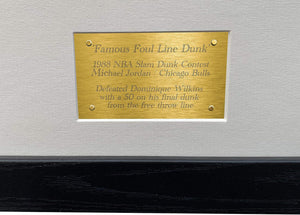 Famous Foul Line Dunk
1988 NBA Slam Dunk Contest
Michael Jordan - Chicago Bulls
Defeated Dominique Wilkins
with a 50 on his final dunk
from the free throw line